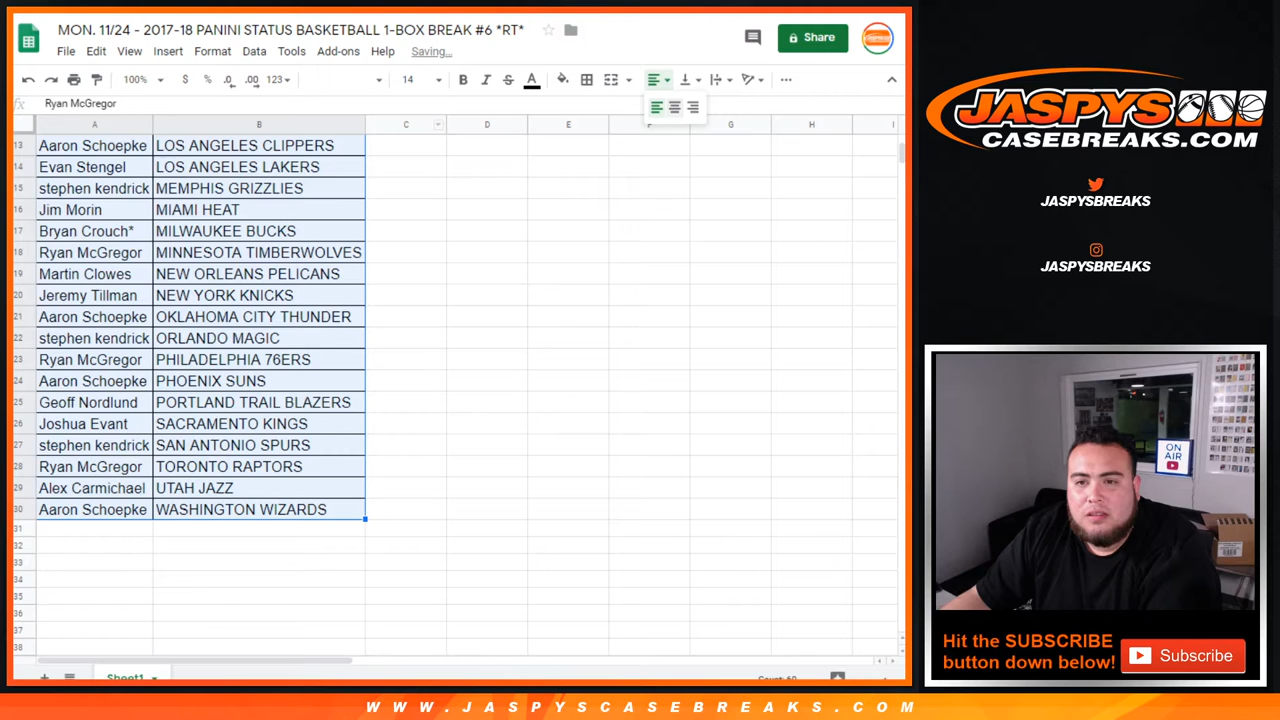 MON. 11/24 - 2017-18 PANINI STATUS BASKETBALL 1-BOX BREAK #6 *RT*
Share
File Edit View Insert Format Data Tools Add-ons Help Saving...
100% $ % .0 .00 123 14 B I S A
fx Ryan McGregor
A B C D E F G H I
13 Aaron Schoepke LOS ANGELES CLIPPERS
14 Evan Stengel LOS ANGELES LAKERS
15 stephen kendrick MEMPHIS GRIZZLIES
16 Jim Morin MIAMI HEAT
17 Bryan Crouch* MILWAUKEE BUCKS
18 Ryan McGregor MINNESOTA TIMBERWOLVES
19 Martin Clowes NEW ORLEANS PELICANS
20 Jeremy Tillman NEW YORK KNICKS
21 Aaron Schoepke OKLAHOMA CITY THUNDER
22 stephen kendrick ORLANDO MAGIC
23 Ryan McGregor PHILADELPHIA 76ERS
24 Aaron Schoepke PHOENIX SUNS
25 Geoff Nordlund PORTLAND TRAIL BLAZERS
26 Joshua Evant SACRAMENTO KINGS
27 stephen kendrick SAN ANTONIO SPURS
28 Ryan McGregor TORONTO RAPTORS
29 Alex Carmichael UTAH JAZZ
30 Aaron Schoepke WASHINGTON WIZARDS
31
32
33
34
35
36
37
38
Sheet1
Count: 60
JASPYS
CASEBREAKS.COM
JASPYSBREAKS
JASPYSBREAKS
ON
AIR
Hit the SUBSCRIBE
button down below!
Subscribe
WWW.JASPYSCASEBREAKS.COM